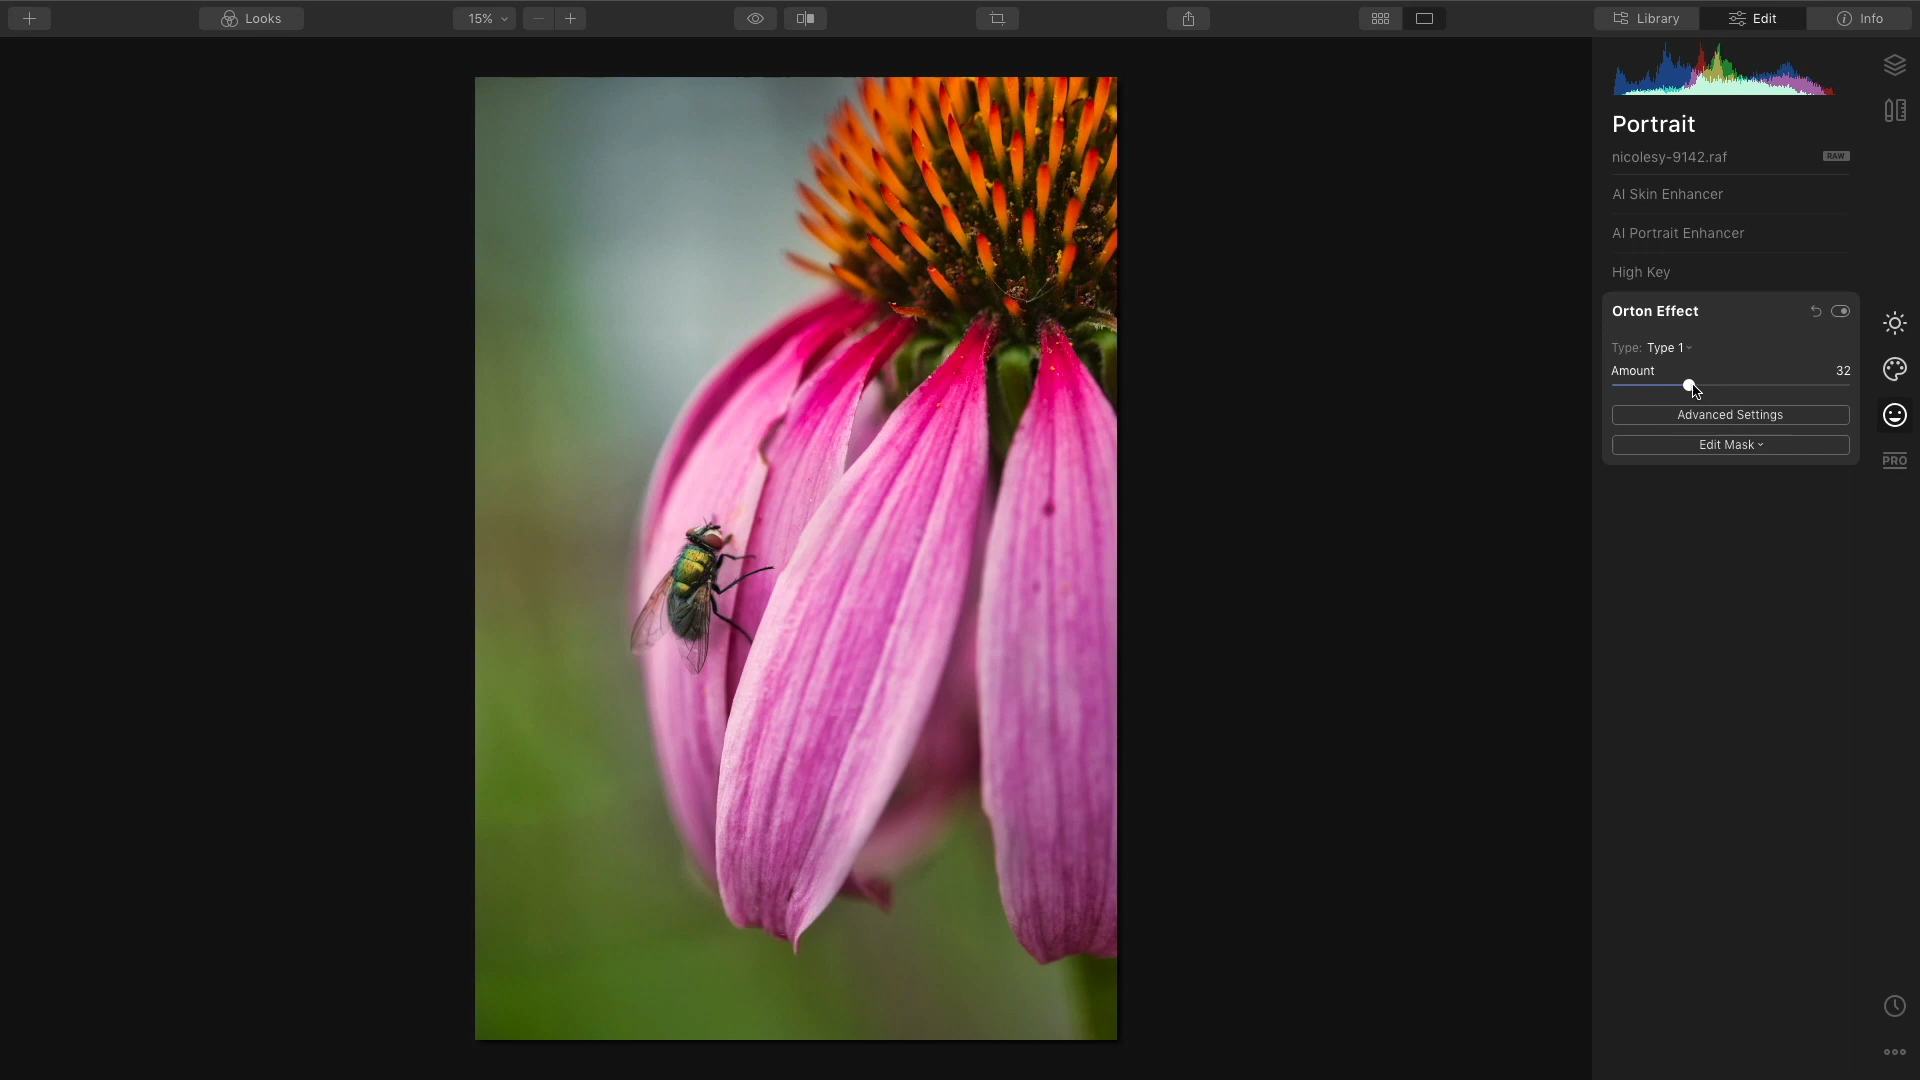 Looks
15%
Library
Edit
Info
Portrait
nicolesy-9142.raf
RAW
AI Skin Enhancer
AI Portrait Enhancer
High Key
Orton Effect
Type: Type 1
Amount 32
Advanced Settings
Edit Mask
PRO